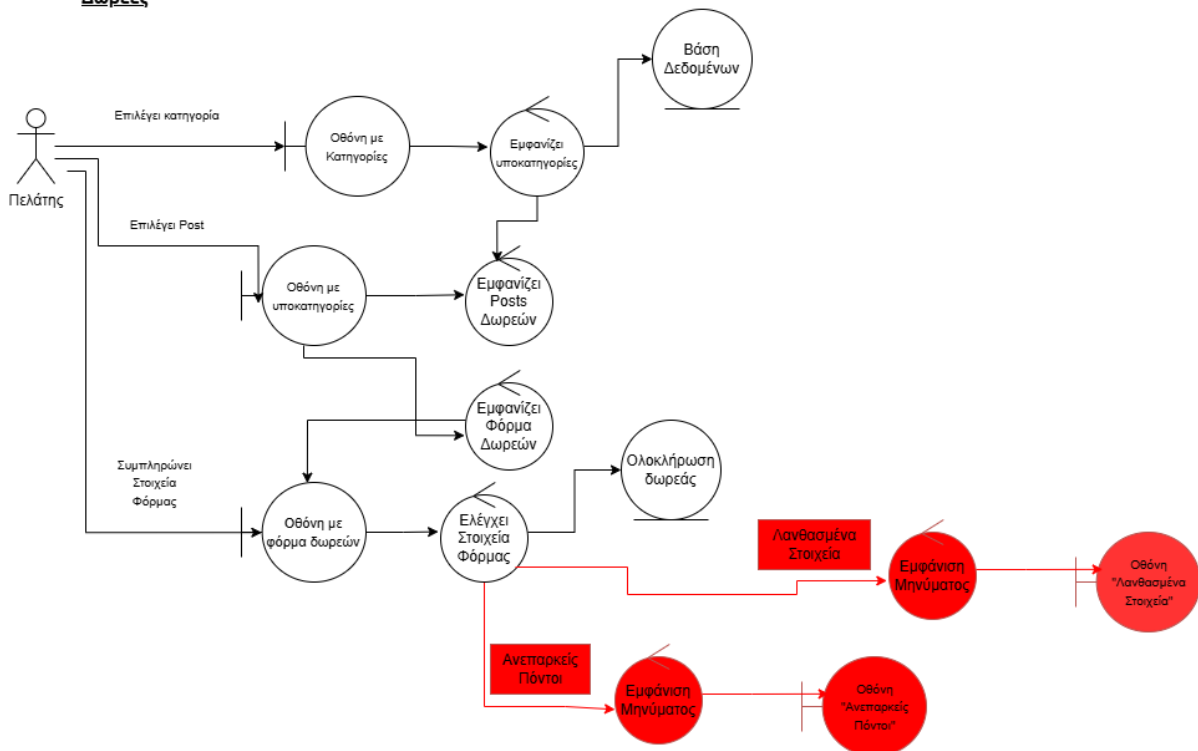 Δωρεές
Βάση
Δεδομένων
Επιλέγει κατηγορία
Οθόνη με
Κατηγορίες
Εμφανίζει
υποκατηγορίες
Πελάτης
Επιλέγει Post
Οθόνη με
υποκατηγορίες
Εμφανίζει
Posts
Δωρεών
Εμφανίζει
Φόρμα
Δωρεών
Συμπληρώνει
Στοιχεία
Φόρμας
Οθόνη με
φόρμα δωρεών
Ελέγχει
Στοιχεία
Φόρμας
Ολοκλήρωση
δωρεάς
Λανθασμένα
Στοιχεία
Εμφάνιση
Μηνύματος
Οθόνη
"Λανθασμένα
Στοιχεία"
Ανεπαρκείς
Πόντοι
Εμφάνιση
Μηνύματος
Οθόνη
"Ανεπαρκείς
Πόντοι"